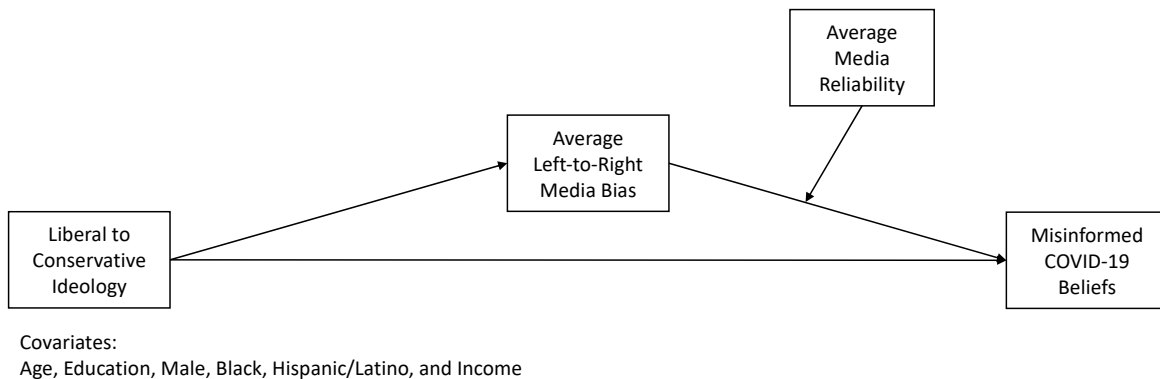 Average
Media
Reliability
Average
Left-to-Right
Media Bias
Liberal to
Conservative
Ideology
Misinformed
COVID-19
Beliefs
Covariates:
Age, Education, Male, Black, Hispanic/Latino, and Income